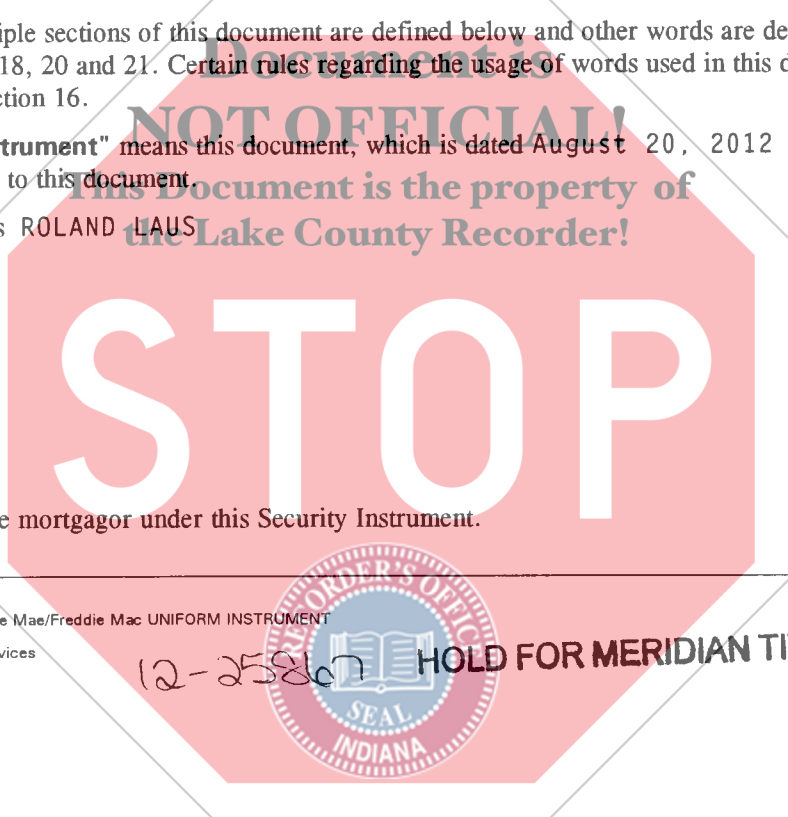 iple sections of this document are defined below and other words are de
18, 20 and 21. Certain rules regarding the usage of words used in this d
ction 16.
Document is
NOT OFFICIAL!
This Document is the property of
the Lake County Recorder!
trument" means this document, which is dated August 20, 2012
to this document.
s ROLAND LAUS
STOP
e mortgagor under this Security Instrument.
e Mae/Freddie Mac UNIFORM INSTRUMENT
vices
12-25867
HOLD FOR MERIDIAN TI
RECORDER'S OFFIC
SEAL
INDIANA